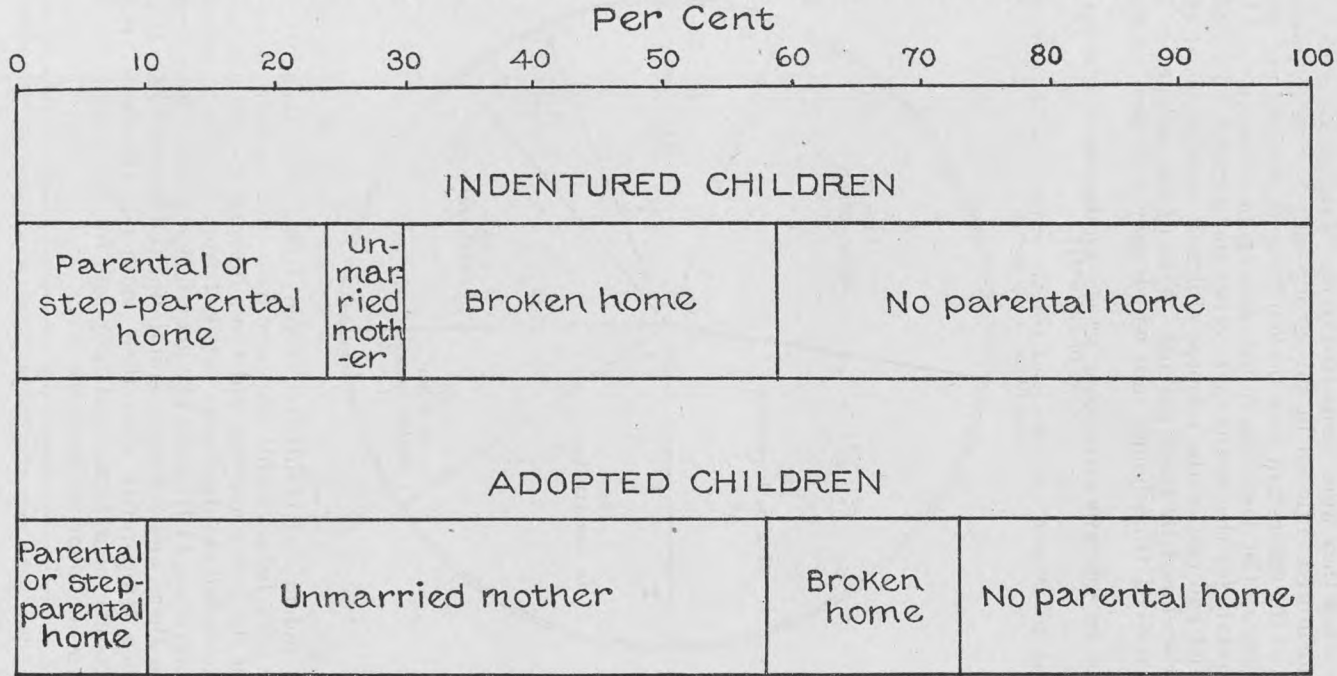 Per Cent
0 10 20 30 40 50 60 70 80 90 100
INDENTURED CHILDREN
Parental or
step-parental
home
Un-
mar-
ried
moth
-er
Broken home
No parental home
ADOPTED CHILDREN
Parental
or step-
parental
home
Unmarried mother
Broken
home
No parental home